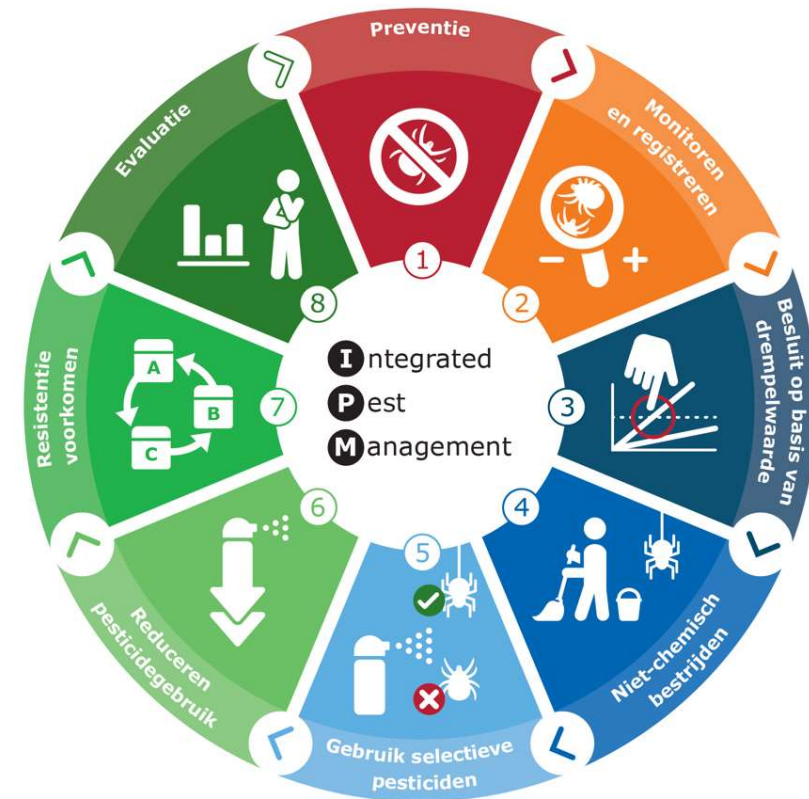 Preventie
1
Monitoren
en registreren
2
Besluit op basis van
drempelwaarde
3
Niet-chemisch
bestrijden
4
Gebruik selectieve
pesticiden
5
Reduceren
pesticidegebruik
6
Resistentie
voorkomen
7
A
B
C
Evaluatie
8
Integrated
Pest
Management